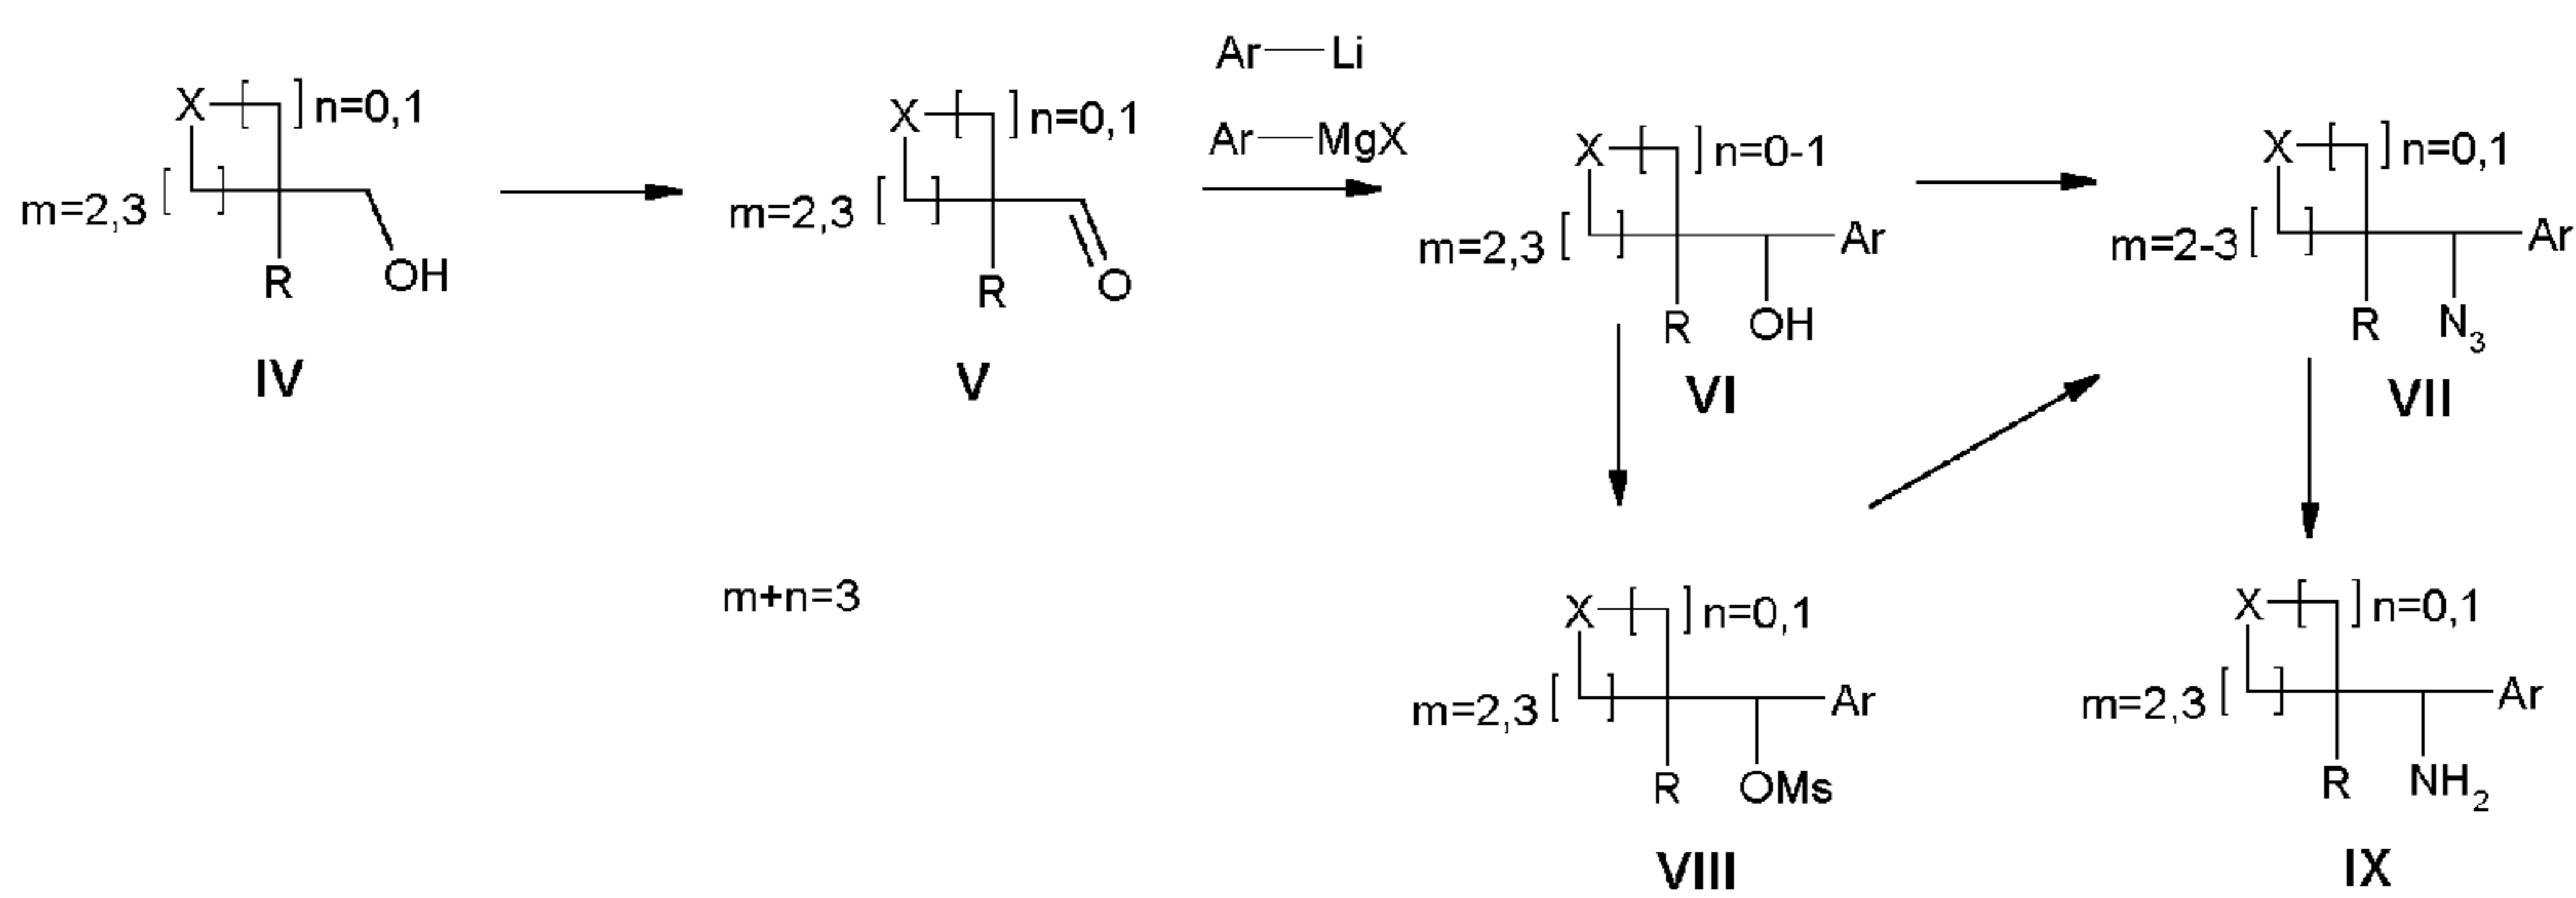 Ar—Li
Ar—MgX
X [ ] n=0,1
m=2,3 [ ]
R OH
IV
X [ ] n=0,1
m=2,3 [ ]
R O
V
X [ ] n=0-1
m=2,3 [ ] Ar
R OH
VI
X [ ] n=0,1
m=2-3 [ ] Ar
R N3
VII
m+n=3
X [ ] n=0,1
m=2,3 [ ] Ar
R OMs
VIII
X [ ] n=0,1
m=2,3 [ ] Ar
R NH2
IX